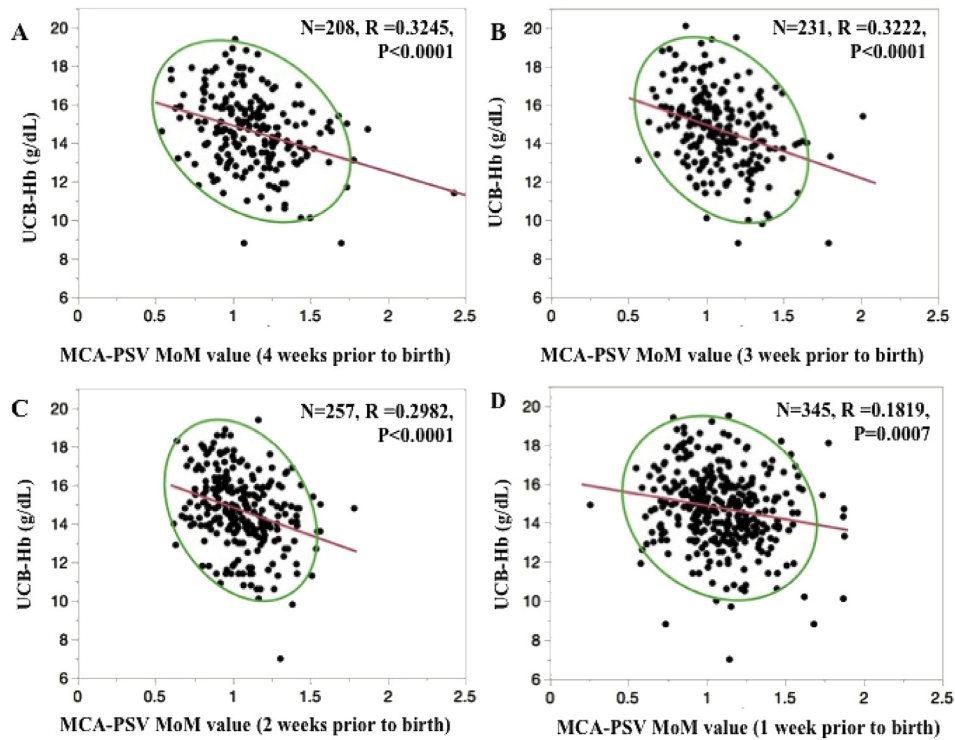 A
N=208, R =0.3245,
P<0.0001
20
18
16
14
12
10
8
6
UCB-Hb (g/dL)
0 0.5 1 1.5 2 2.5
MCA-PSV MoM value (4 weeks prior to birth)
B
N=231, R =0.3222,
P<0.0001
20
18
16
14
12
10
8
6
UCB-Hb (g/dL)
0 0.5 1 1.5 2 2.5
MCA-PSV MoM value (3 week prior to birth)
C
N=257, R =0.2982,
P<0.0001
20
18
16
14
12
10
8
6
UCB-Hb (g/dL)
0 0.5 1 1.5 2 2.5
MCA-PSV MoM value (2 weeks prior to birth)
D
N=345, R =0.1819,
P=0.0007
20
18
16
14
12
10
8
6
UCB-Hb (g/dL)
0 0.5 1 1.5 2 2.5
MCA-PSV MoM value (1 week prior to birth)